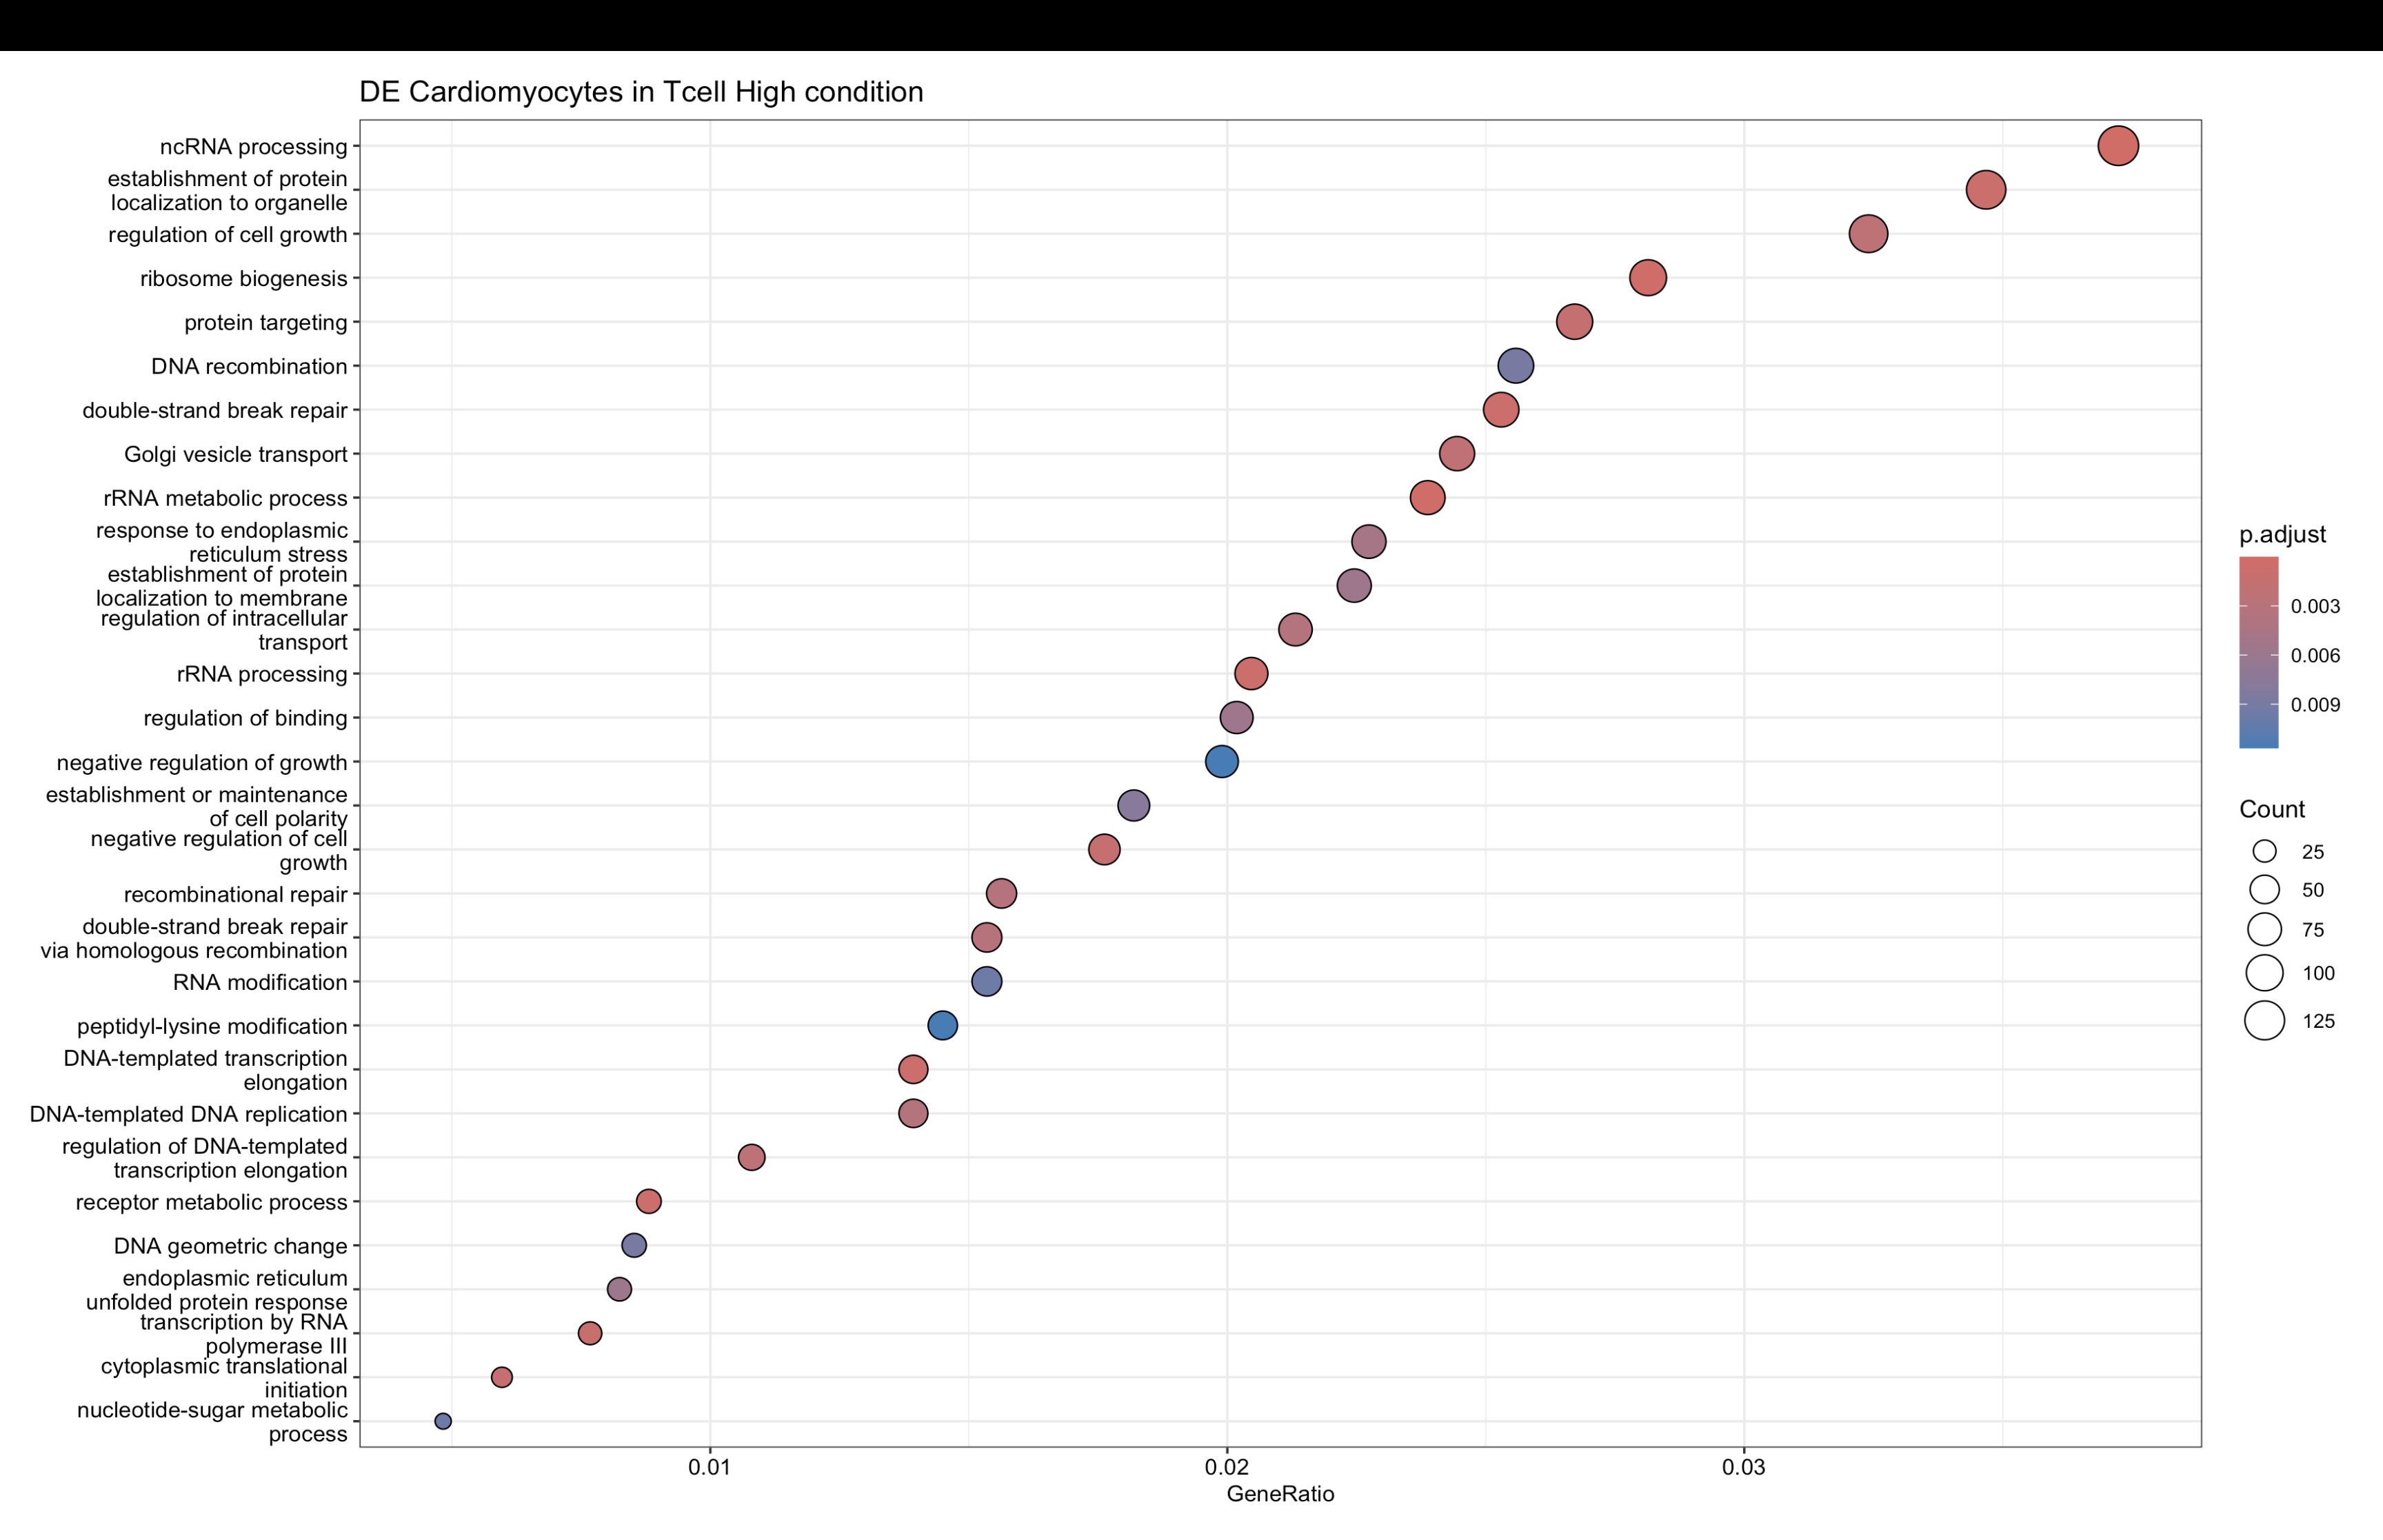 DE Cardiomyocytes in Tcell High condition
ncRNA processing
establishment of protein
localization to organelle
regulation of cell growth
ribosome biogenesis
protein targeting
DNA recombination
double-strand break repair
Golgi vesicle transport
rRNA metabolic process
response to endoplasmic
reticulum stress
establishment of protein
localization to membrane
regulation of intracellular
transport
rRNA processing
regulation of binding
negative regulation of growth
establishment or maintenance
of cell polarity
negative regulation of cell
growth
recombinational repair
double-strand break repair
via homologous recombination
RNA modification
peptidyl-lysine modification
DNA-templated transcription
elongation
DNA-templated DNA replication
regulation of DNA-templated
transcription elongation
receptor metabolic process
DNA geometric change
endoplasmic reticulum
unfolded protein response
transcription by RNA
polymerase III
cytoplasmic translational
initiation
nucleotide-sugar metabolic
process
0.01
0.02
0.03
GeneRatio
p.adjust
0.003
0.006
0.009
Count
25
50
75
100
125